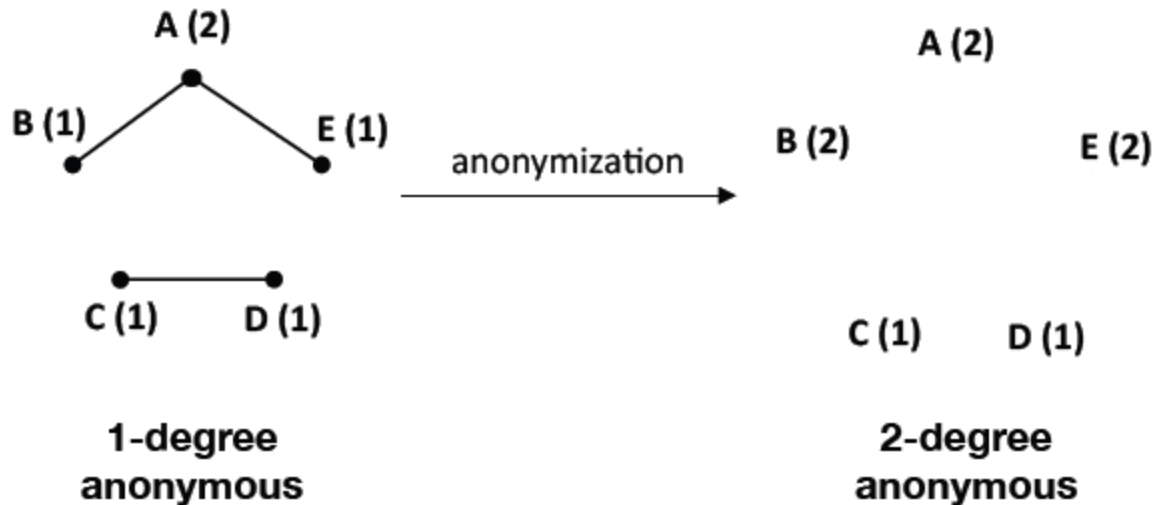 A (2)
B (1)
E (1)
C (1)
D (1)
1-degree
anonymous
anonymization
A (2)
B (2)
E (2)
C (1)
D (1)
2-degree
anonymous